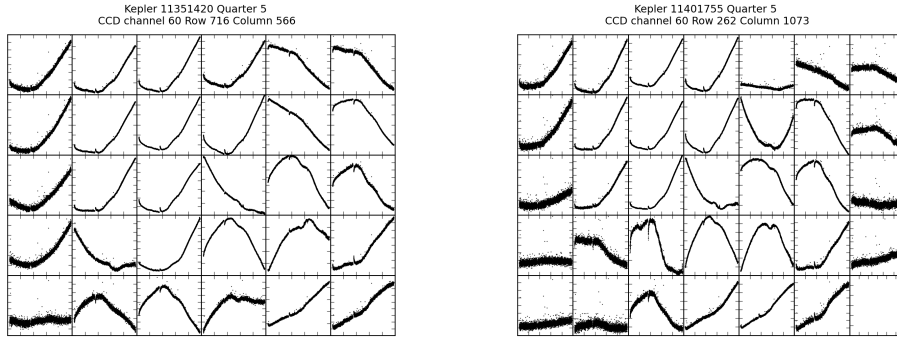 Kepler 11351420 Quarter 5
CCD channel 60 Row 716 Column 566
Kepler 11401755 Quarter 5
CCD channel 60 Row 262 Column 1073